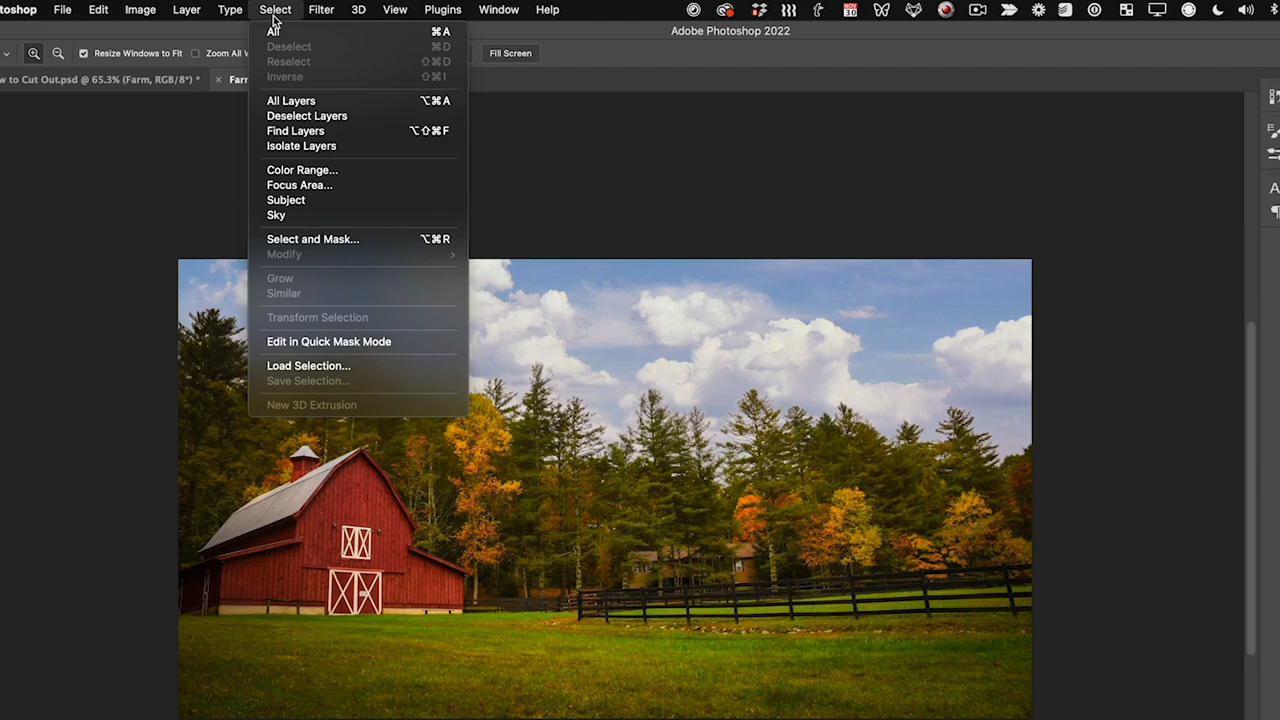 otoshop File Edit Image Layer Type Select Filter 3D View Plugins Window Help NOV 30
Adobe Photoshop 2022
Resize Windows to Fit Zoom All W Fill Screen
w to Cut Out.psd @ 65.3% (Farm, RGB/8*) * × Farm
All ⌘A
Deselect ⌘D
Reselect ⇧⌘D
Inverse ⇧⌘I
All Layers ⌥⌘A
Deselect Layers
Find Layers ⌥⇧⌘F
Isolate Layers
Color Range...
Focus Area...
Subject
Sky
Select and Mask... ⌥⌘R
Modify >
Grow
Similar
Transform Selection
Edit in Quick Mask Mode
Load Selection...
Save Selection...
New 3D Extrusion